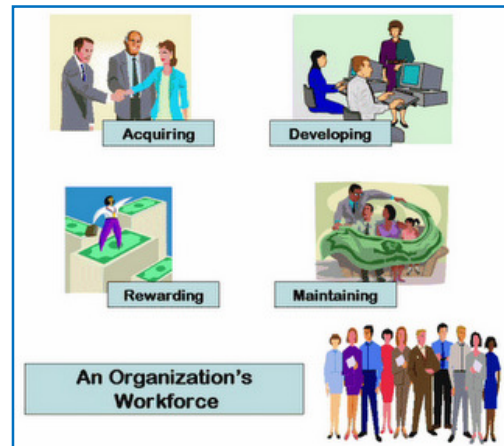 Acquiring
Developing
Rewarding
Maintaining
An Organization's
Workforce